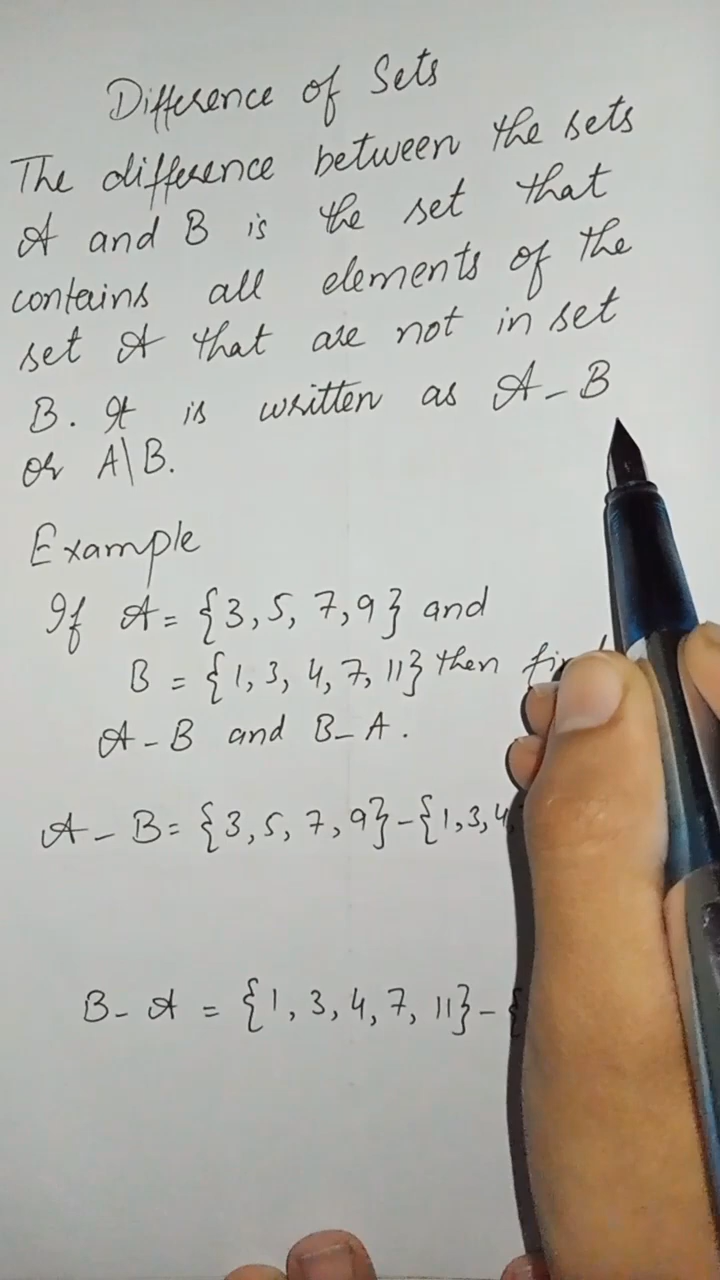 Difference of Sets
The difference between the sets
A and B is the set that
contains all elements of the
set A that are not in set
B. It is written as A-B
or A\B.
Example
If A = {3, 5, 7, 9} and
B = {1, 3, 4, 7, 11} then
A - B and B - A.
A - B = {3, 5, 7, 9} - {1, 3, 4,
B - A = {1, 3, 4, 7, 11} - {